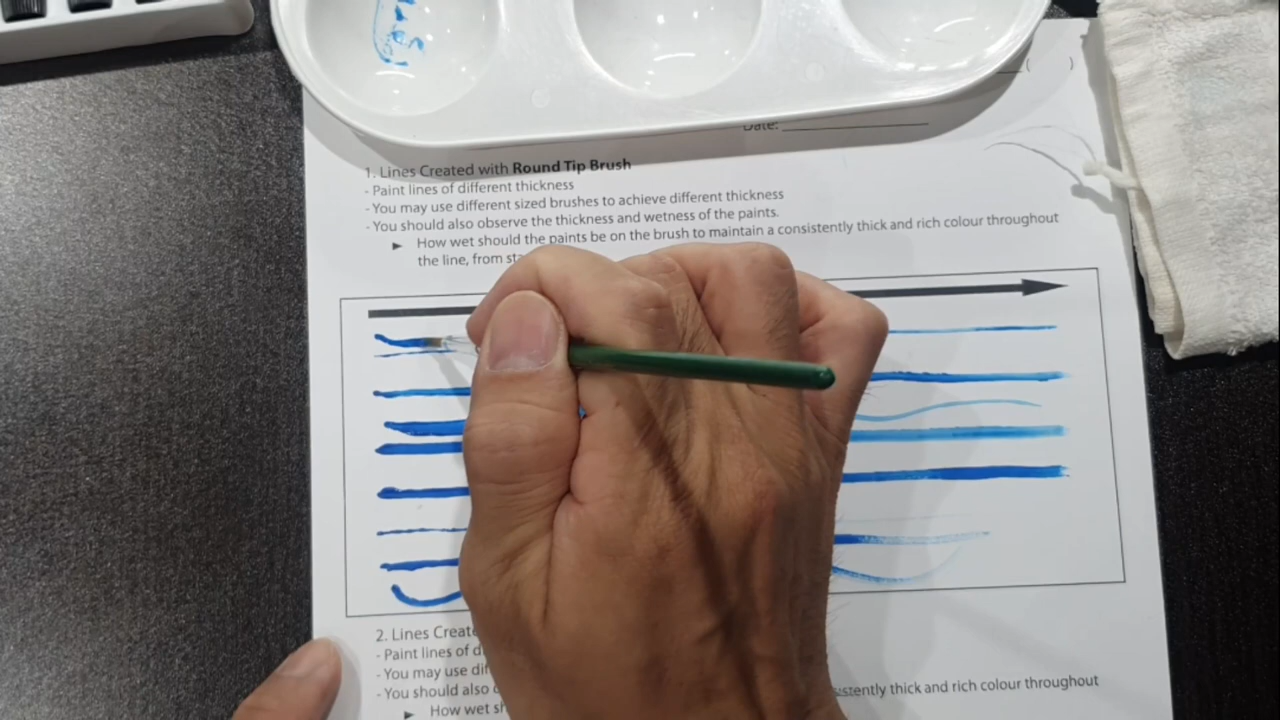 ( )
Date:
1. Lines Created with Round Tip Brush
- Paint lines of different thickness
- You may use different sized brushes to achieve different thickness
- You should also observe the thickness and wetness of the paints.
► How wet should the paints be on the brush to maintain a consistently thick and rich colour throughout
the line, from
2. Lines
- Paint lines of
- You may use
- You should also
thick and rich colour throughout
► How wet